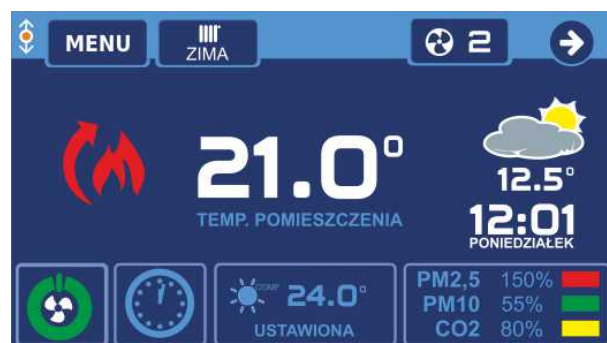 MENU
ZIMA
2
21.0°
TEMP. POMIESZCZENIA
12.5°
12:01
PONIEDZIAŁEK
COMF
24.0°
USTAWIONA
PM2,5 150%
PM10 55%
CO2 80%